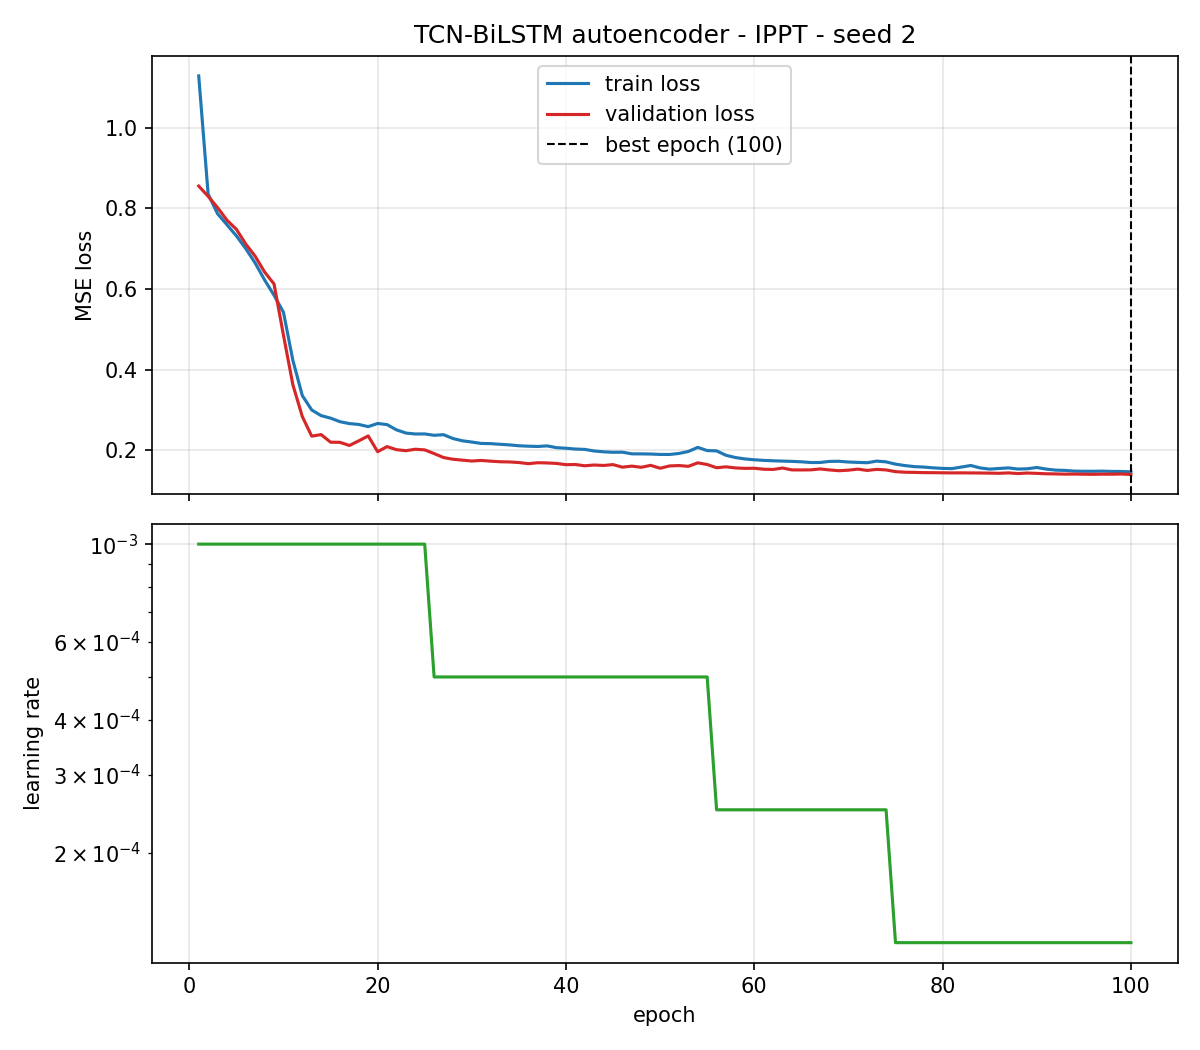 TCN-BiLSTM autoencoder - IPPT - seed 2
train loss
validation loss
best epoch (100)
MSE loss
1.0
0.8
0.6
0.4
0.2
learning rate
10⁻³
6 × 10⁻⁴
4 × 10⁻⁴
3 × 10⁻⁴
2 × 10⁻⁴
0 20 40 60 80 100
epoch